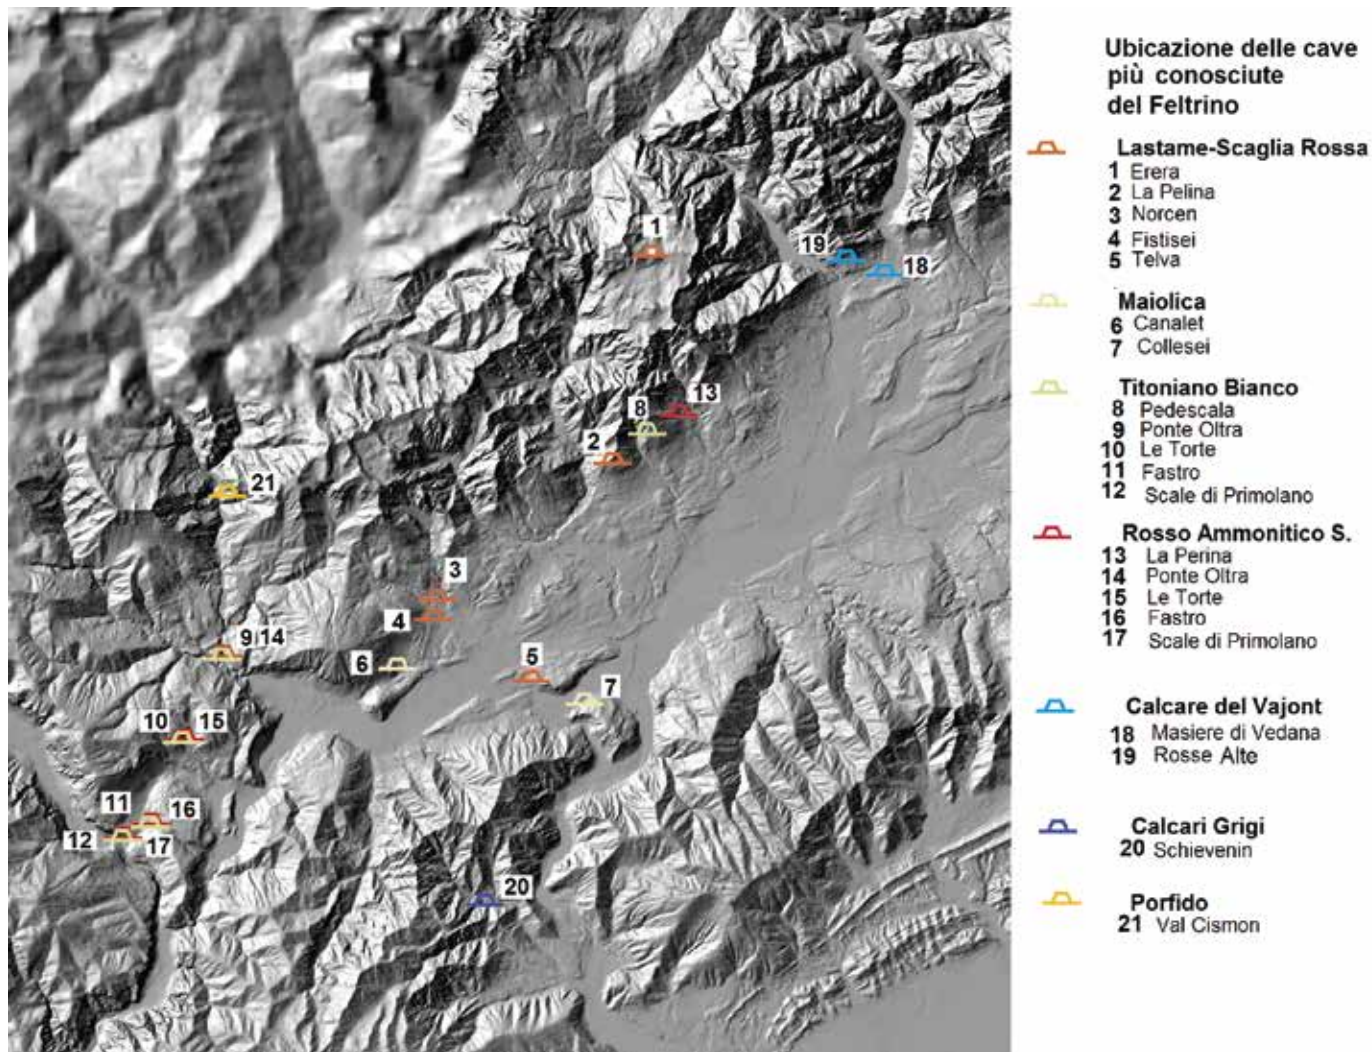 Ubicazione delle cave
più conosciute
del Feltrino
Lastame-Scaglia Rossa
1 Erera
2 La Pelina
3 Norcen
4 Fistisei
5 Telva
Maiolica
6 Canalet
7 Collesei
Titoniano Bianco
8 Pedescala
9 Ponte Oltra
10 Le Torte
11 Fastro
12 Scale di Primolano
Rosso Ammonitico S.
13 La Perina
14 Ponte Oltra
15 Le Torte
16 Fastro
17 Scale di Primolano
Calcare del Vajont
18 Masiere di Vedana
19 Rosse Alte
Calcari Grigi
20 Schievenin
Porfido
21 Val Cismon
1
19
18
13
8
2
21
3
4
9 14
6
5
7
10 15
11 16
12
17
20